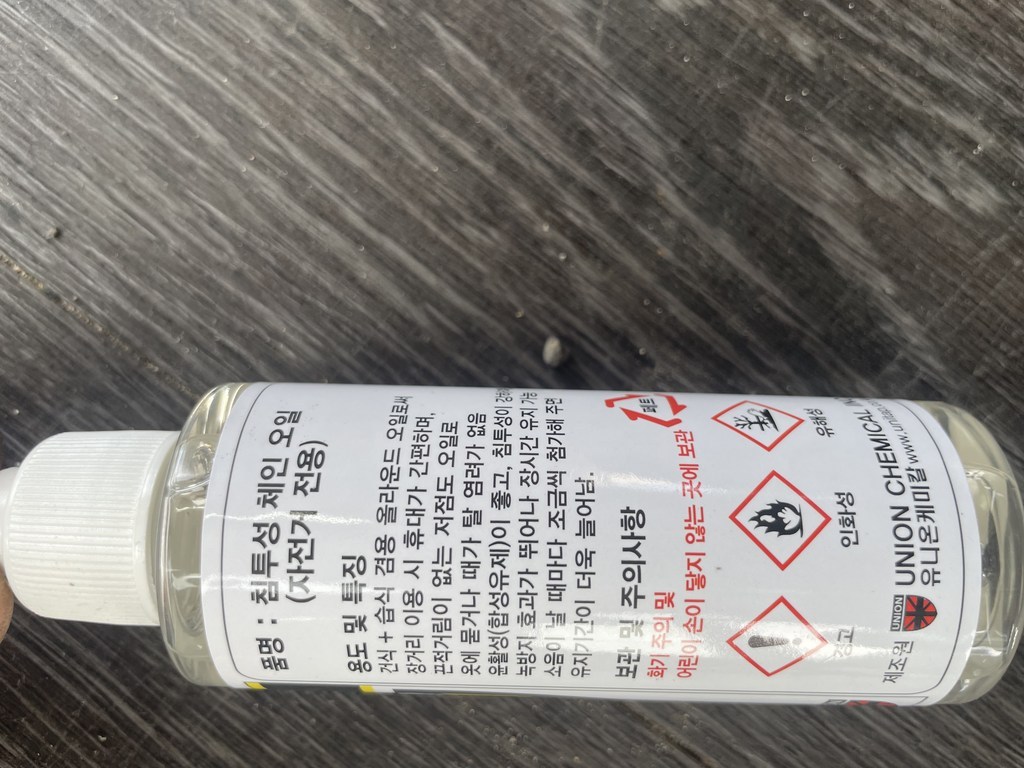 품명 : 침투성 체인 오일
(자전거 전용)
용도 및 특징
건식 + 습식 겸용 올라운드 오일로써
장거리 이용 시 휴대가 간편하며,
끈적거림이 없는 저점도 오일로
옷에 묻거나 때가 탈 염려가 없음
윤활성(합성유제)이 좋고, 침투성이 강하
녹방지 효과가 뛰어나 장시간 유지 가능
소음이 날 때마다 조금씩 첨가해 주면
유지기간이 더욱 늘어남.
보관 및 주의사항
화기 주의 및
어린이 손이 닿지 않는 곳에 보관
페트
경고
인화성
유해성
제조원
UNION
UNION CHEMICAL
유니온케미칼